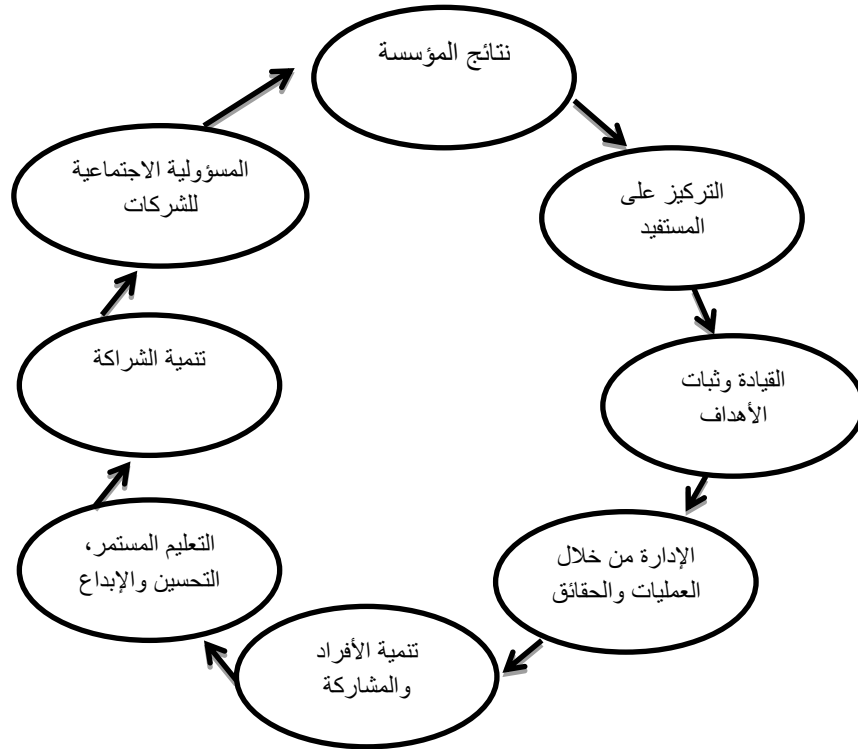 نتائج المؤسسة
التركيز على
المستفيد
القيادة وثبات
الأهداف
الإدارة من خلال
العمليات والحقائق
تنمية الأفراد
والمشاركة
التعليم المستمر،
التحسين والإبداع
تنمية الشراكة
المسؤولية الاجتماعية
للشركات